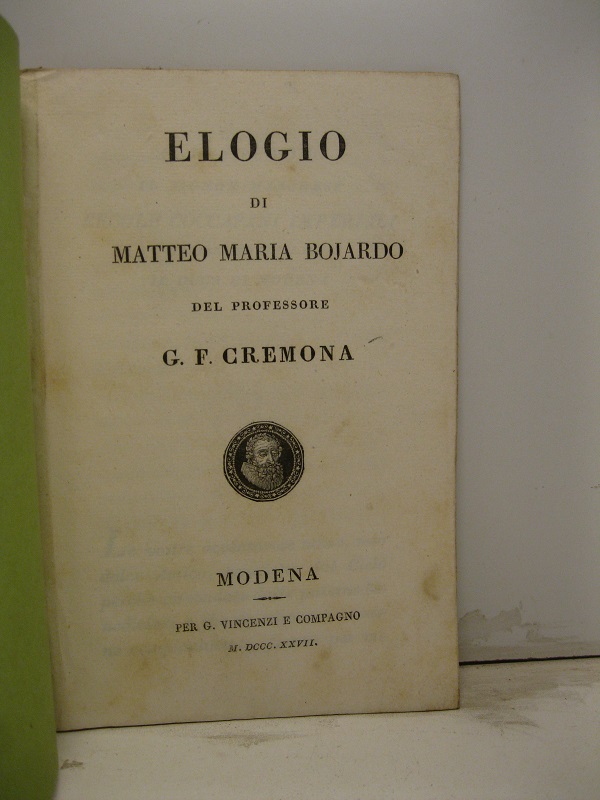 ELOGIO
DI
MATTEO MARIA BOJARDO
DEL PROFESSORE
G. F. CREMONA
MODENA
PER G. VINCENZI E COMPAGNO
M. DCCC. XXVII.